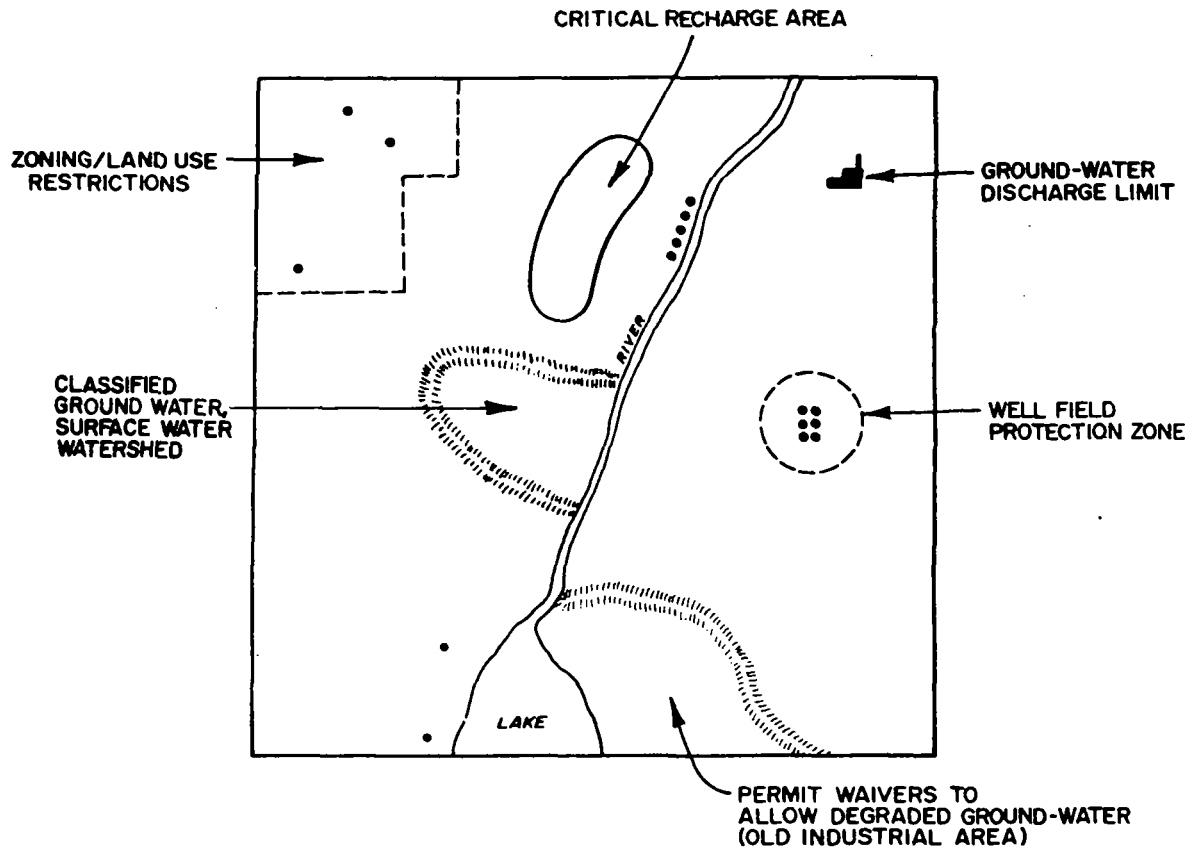 CRITICAL RECHARGE AREA
ZONING/LAND USE
RESTRICTIONS
GROUND-WATER
DISCHARGE LIMIT
RIVER
CLASSIFIED
GROUND WATER,
SURFACE WATER
WATERSHED
WELL FIELD
PROTECTION ZONE
LAKE
PERMIT WAIVERS TO
ALLOW DEGRADED GROUND-WATER
(OLD INDUSTRIAL AREA)